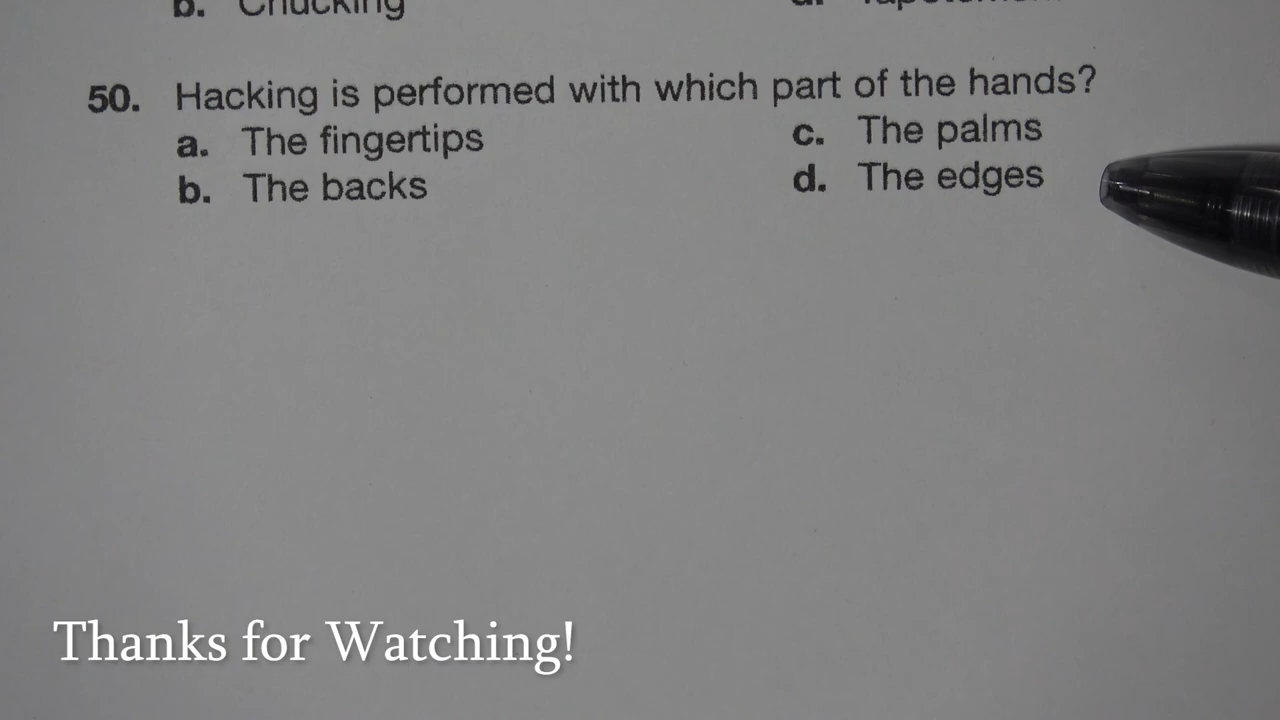 b. Chucking
50. Hacking is performed with which part of the hands?
a. The fingertips
b. The backs
c. The palms
d. The edges
Thanks for Watching!